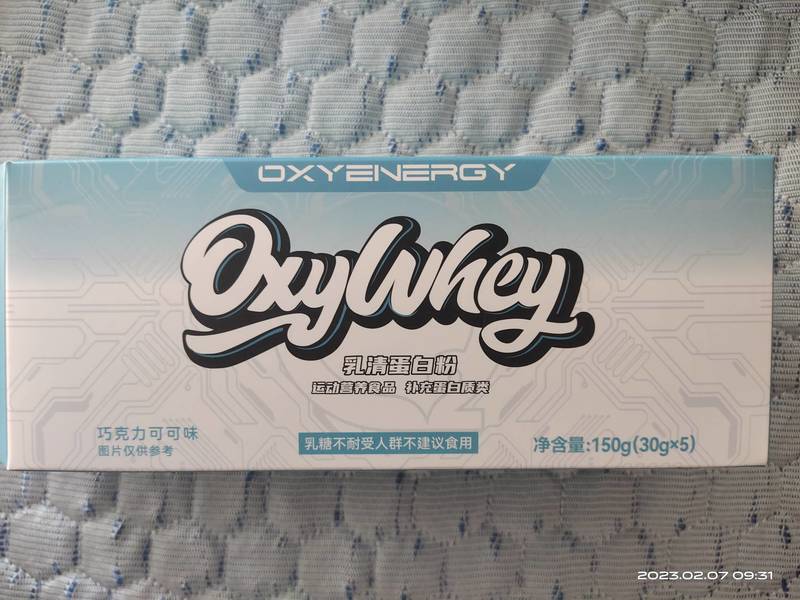 OXYENERGY
OxyWhey
乳清蛋白粉
运动营养食品 补充蛋白质类
巧克力可可味
图片仅供参考
乳糖不耐受人群不建议食用
净含量:150g(30g×5)
2023.02.07 09:31